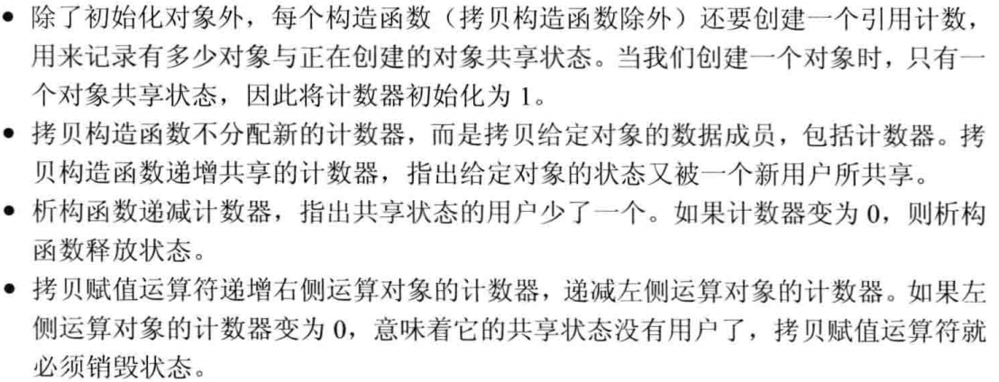 ● 除了初始化对象外，每个构造函数（拷贝构造函数除外）还要创建一个引用计数，
用来记录有多少对象与正在创建的对象共享状态。当我们创建一个对象时，只有一
个对象共享状态，因此将计数器初始化为 1。
● 拷贝构造函数不分配新的计数器，而是拷贝给定对象的数据成员，包括计数器。拷
贝构造函数递增共享的计数器，指出给定对象的状态又被一个新用户所共享。
● 析构函数递减计数器，指出共享状态的用户少了一个。如果计数器变为 0，则析构
函数释放状态。
● 拷贝赋值运算符递增右侧运算对象的计数器，递减左侧运算对象的计数器。如果左
侧运算对象的计数器变为 0，意味着它的共享状态没有用户了，拷贝赋值运算符就
必须销毁状态。